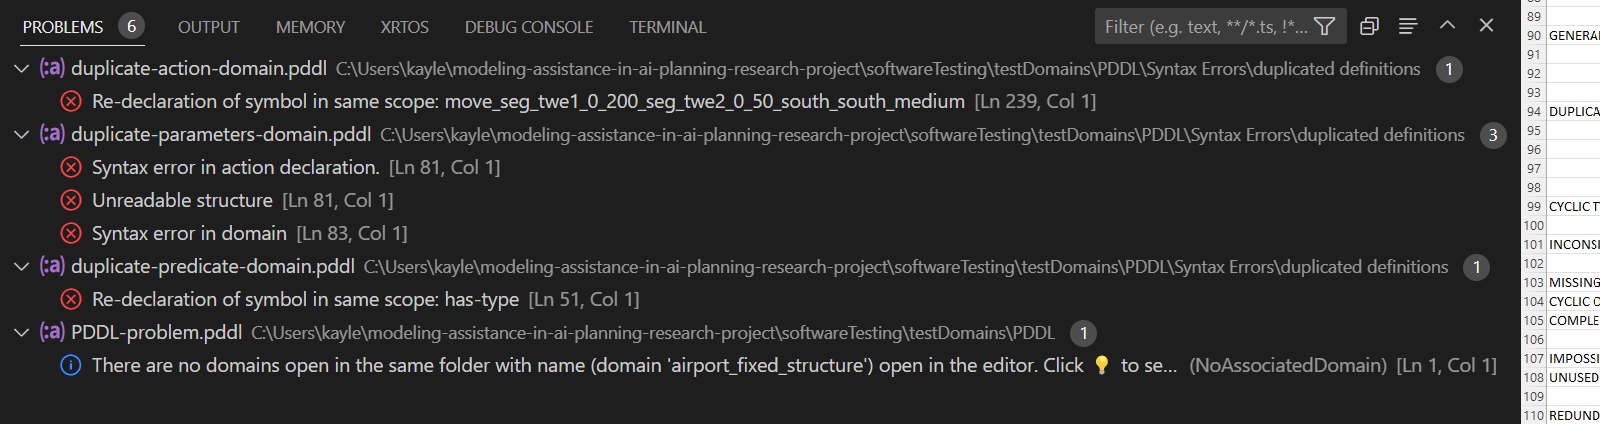 PROBLEMS 6 OUTPUT MEMORY XRTOS DEBUG CONSOLE TERMINAL Filter (e.g. text, **/*.ts, !*...
(:a) duplicate-action-domain.pddl C:\Users\kayle\modeling-assistance-in-ai-planning-research-project\softwareTesting\testDomains\PDDL\Syntax Errors\duplicated definitions 1
Re-declaration of symbol in same scope: move_seg_twe1_0_200_seg_twe2_0_50_south_south_medium [Ln 239, Col 1]
(:a) duplicate-parameters-domain.pddl C:\Users\kayle\modeling-assistance-in-ai-planning-research-project\softwareTesting\testDomains\PDDL\Syntax Errors\duplicated definitions 3
Syntax error in action declaration. [Ln 81, Col 1]
Unreadable structure [Ln 81, Col 1]
Syntax error in domain [Ln 83, Col 1]
(:a) duplicate-predicate-domain.pddl C:\Users\kayle\modeling-assistance-in-ai-planning-research-project\softwareTesting\testDomains\PDDL\Syntax Errors\duplicated definitions 1
Re-declaration of symbol in same scope: has-type [Ln 51, Col 1]
(:a) PDDL-problem.pddl C:\Users\kayle\modeling-assistance-in-ai-planning-research-project\softwareTesting\testDomains\PDDL 1
There are no domains open in the same folder with name (domain 'airport_fixed_structure') open in the editor. Click 💡 to se... (NoAssociatedDomain) [Ln 1, Col 1]
89
90 GENERAL
91
92
93
94 DUPLICA
95
96
97
98
99 CYCLIC T
100
101 INCONSI
102
103 MISSING
104 CYCLIC O
105 COMPLE
106
107 IMPOSSI
108 UNUSED
109
110 REDUND